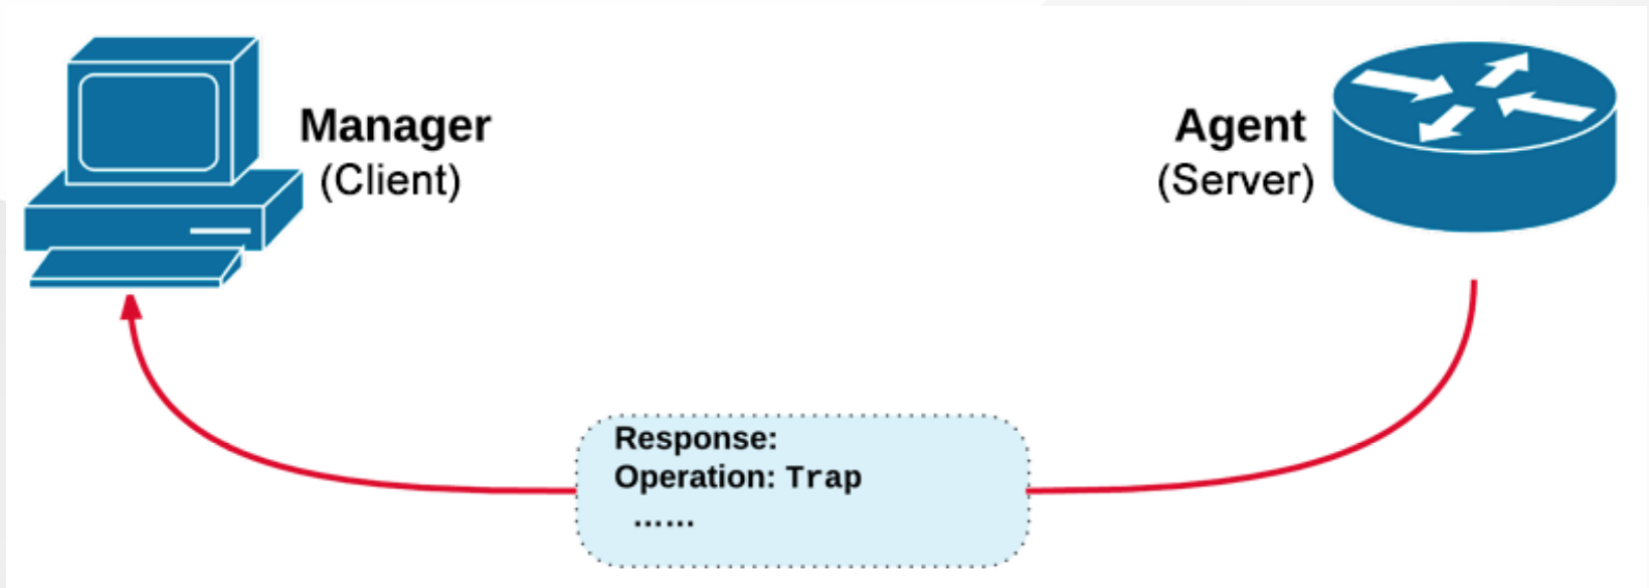 Manager
(Client)
Agent
(Server)
Response:
Operation: Trap
......